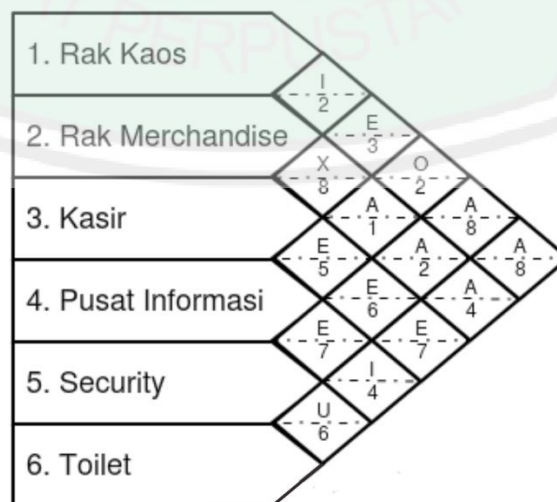 PERPUSTA
1. Rak Kaos
I
2
E
3
2. Rak Merchandise
X
8
O
2
A
1
A
8
3. Kasir
E
5
A
2
A
8
E
6
A
4
4. Pusat Informasi
E
7
E
7
I
4
5. Security
U
6
6. Toilet